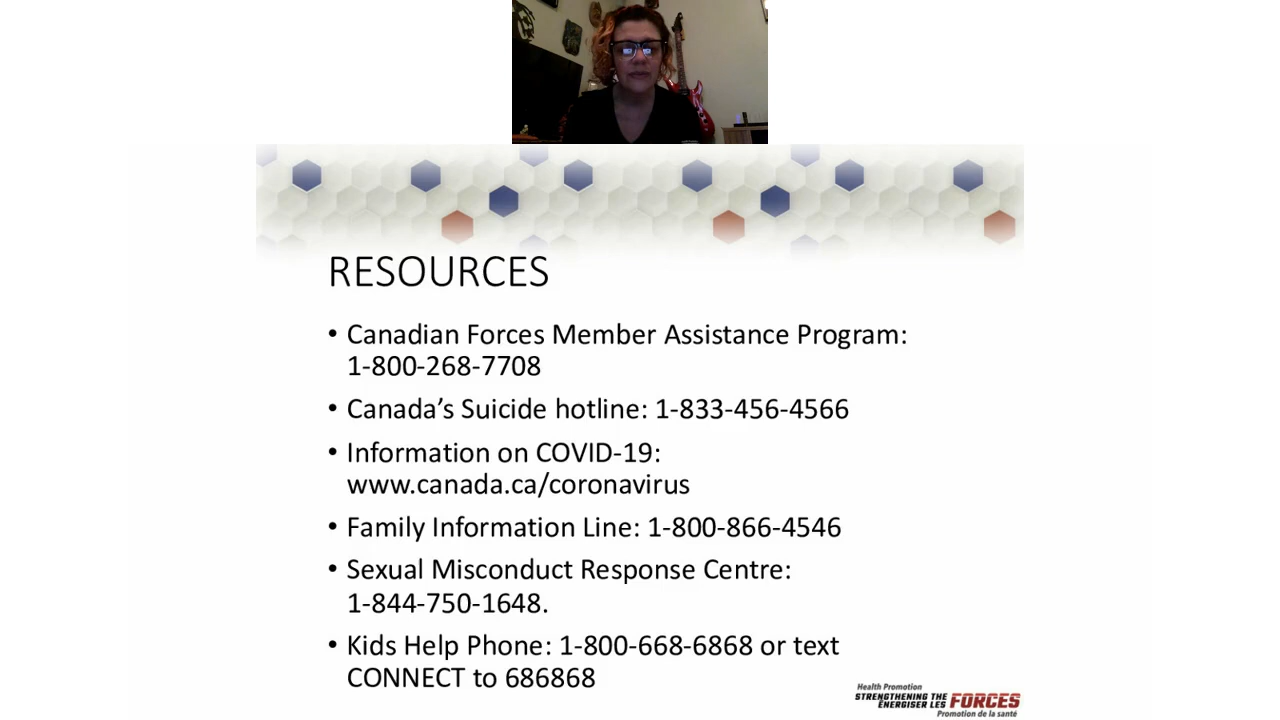 RESOURCES
• Canadian Forces Member Assistance Program:
1-800-268-7708
• Canada’s Suicide hotline: 1-833-456-4566
• Information on COVID-19:
www.canada.ca/coronavirus
• Family Information Line: 1-800-866-4546
• Sexual Misconduct Response Centre:
1-844-750-1648.
• Kids Help Phone: 1-800-668-6868 or text
CONNECT to 686868
Health Promotion
STRENGTHENING THE
ÉNERGISER LES
FORCES
Promotion de la santé